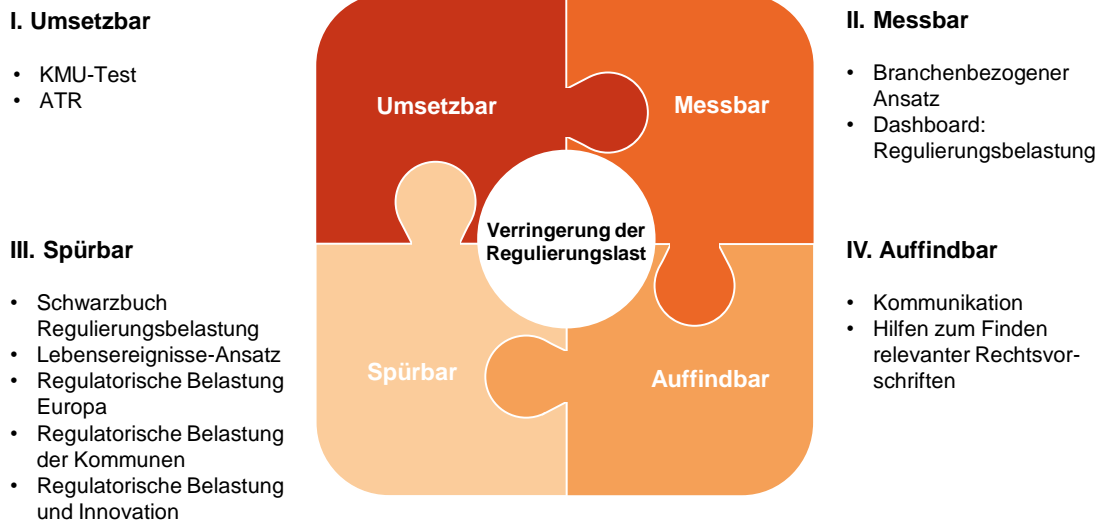 I. Umsetzbar
• KMU-Test
• ATR
II. Messbar
• Branchenbezogener
Ansatz
• Dashboard:
Regulierungsbelastung
Umsetzbar
Messbar
Verringerung der
Regulierungslast
Spürbar
Auffindbar
III. Spürbar
• Schwarzbuch
Regulierungsbelastung
• Lebensereignisse-Ansatz
• Regulatorische Belastung
Europa
• Regulatorische Belastung
der Kommunen
• Regulatorische Belastung
und Innovation
IV. Auffindbar
• Kommunikation
• Hilfen zum Finden
relevanter Rechtsvor-
schriften